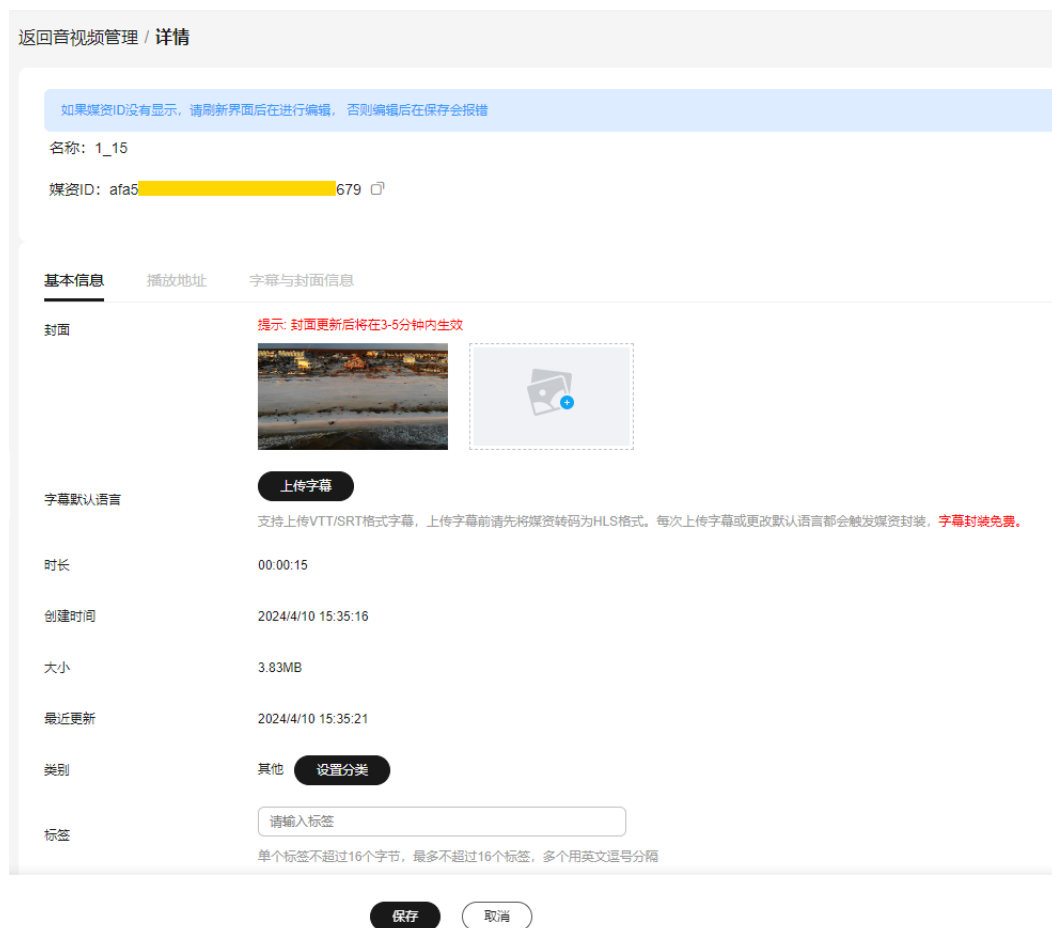 返回音视频管理 / 详情
如果媒资ID没有显示，请刷新界面后在进行编辑， 否则编辑后在保存会报错
名称：1_15
媒资ID：afa5 679
基本信息 播放地址 字幕与封面信息
封面 提示: 封面更新后将在3-5分钟内生效
字幕默认语言 上传字幕
支持上传VTT/SRT格式字幕，上传字幕前请先将媒资转码为HLS格式。每次上传字幕或更改默认语言都会触发媒资封装，字幕封装免费。
时长 00:00:15
创建时间 2024/4/10 15:35:16
大小 3.83MB
最近更新 2024/4/10 15:35:21
类别 其他 设置分类
标签 请输入标签
单个标签不超过16个字节，最多不超过16个标签，多个用英文逗号分隔
保存 取消